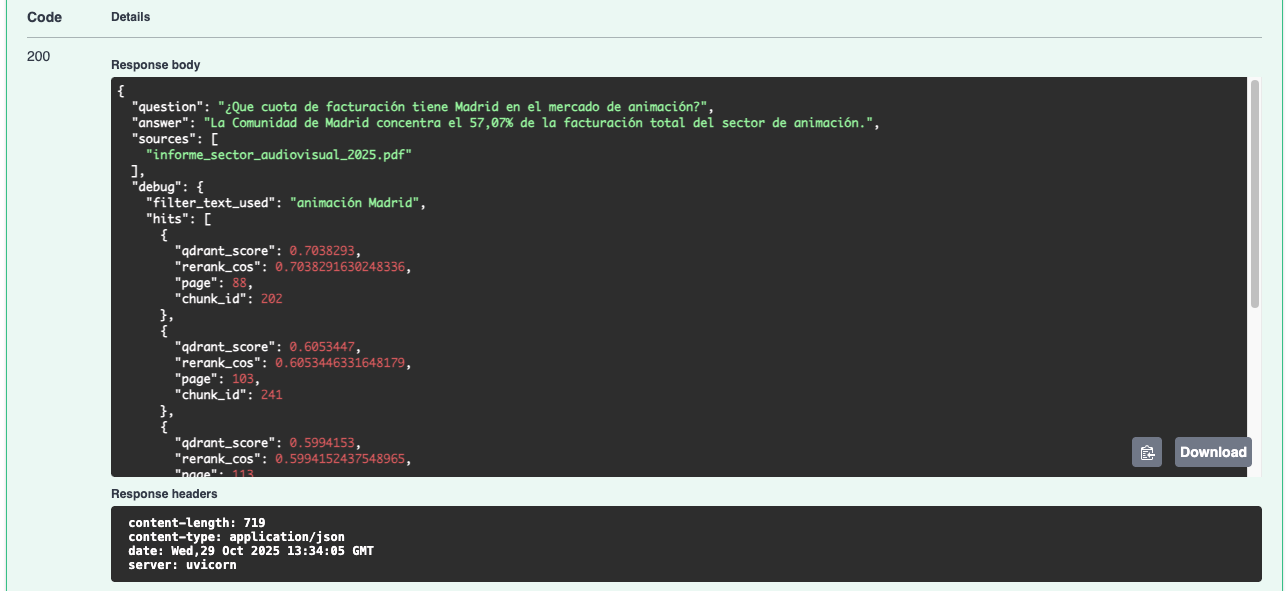 Code Details
200
Response body
{
  "question": "¿Que cuota de facturación tiene Madrid en el mercado de animación?",
  "answer": "La Comunidad de Madrid concentra el 57,07% de la facturación total del sector de animación.",
  "sources": [
    "informe_sector_audiovisual_2025.pdf"
  ],
  "debug": {
    "filter_text_used": "animación Madrid",
    "hits": [
      {
        "qdrant_score": 0.7038293,
        "rerank_cos": 0.7038291630248336,
        "page": 88,
        "chunk_id": 202
      },
      {
        "qdrant_score": 0.6053447,
        "rerank_cos": 0.6053446331648179,
        "page": 103,
        "chunk_id": 241
      },
      {
        "qdrant_score": 0.5994153,
        "rerank_cos": 0.5994152437548965,
        "page": 113
Download
Response headers
content-length: 719
content-type: application/json
date: Wed,29 Oct 2025 13:34:05 GMT
server: uvicorn